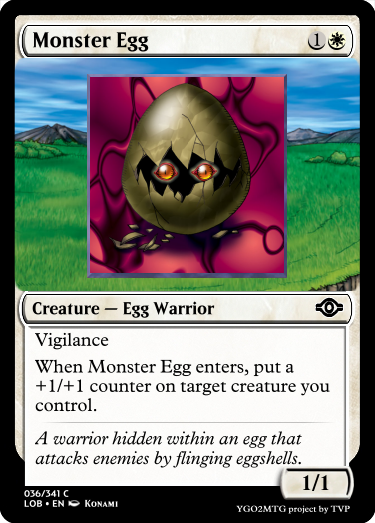 Monster Egg 1
Creature — Egg Warrior
Vigilance
When Monster Egg enters, put a
+1/+1 counter on target creature you
control.
A warrior hidden within an egg that
attacks enemies by flinging eggshells.
1/1
036/341 C
LOB • EN Konami
YGO2MTG project by TVP